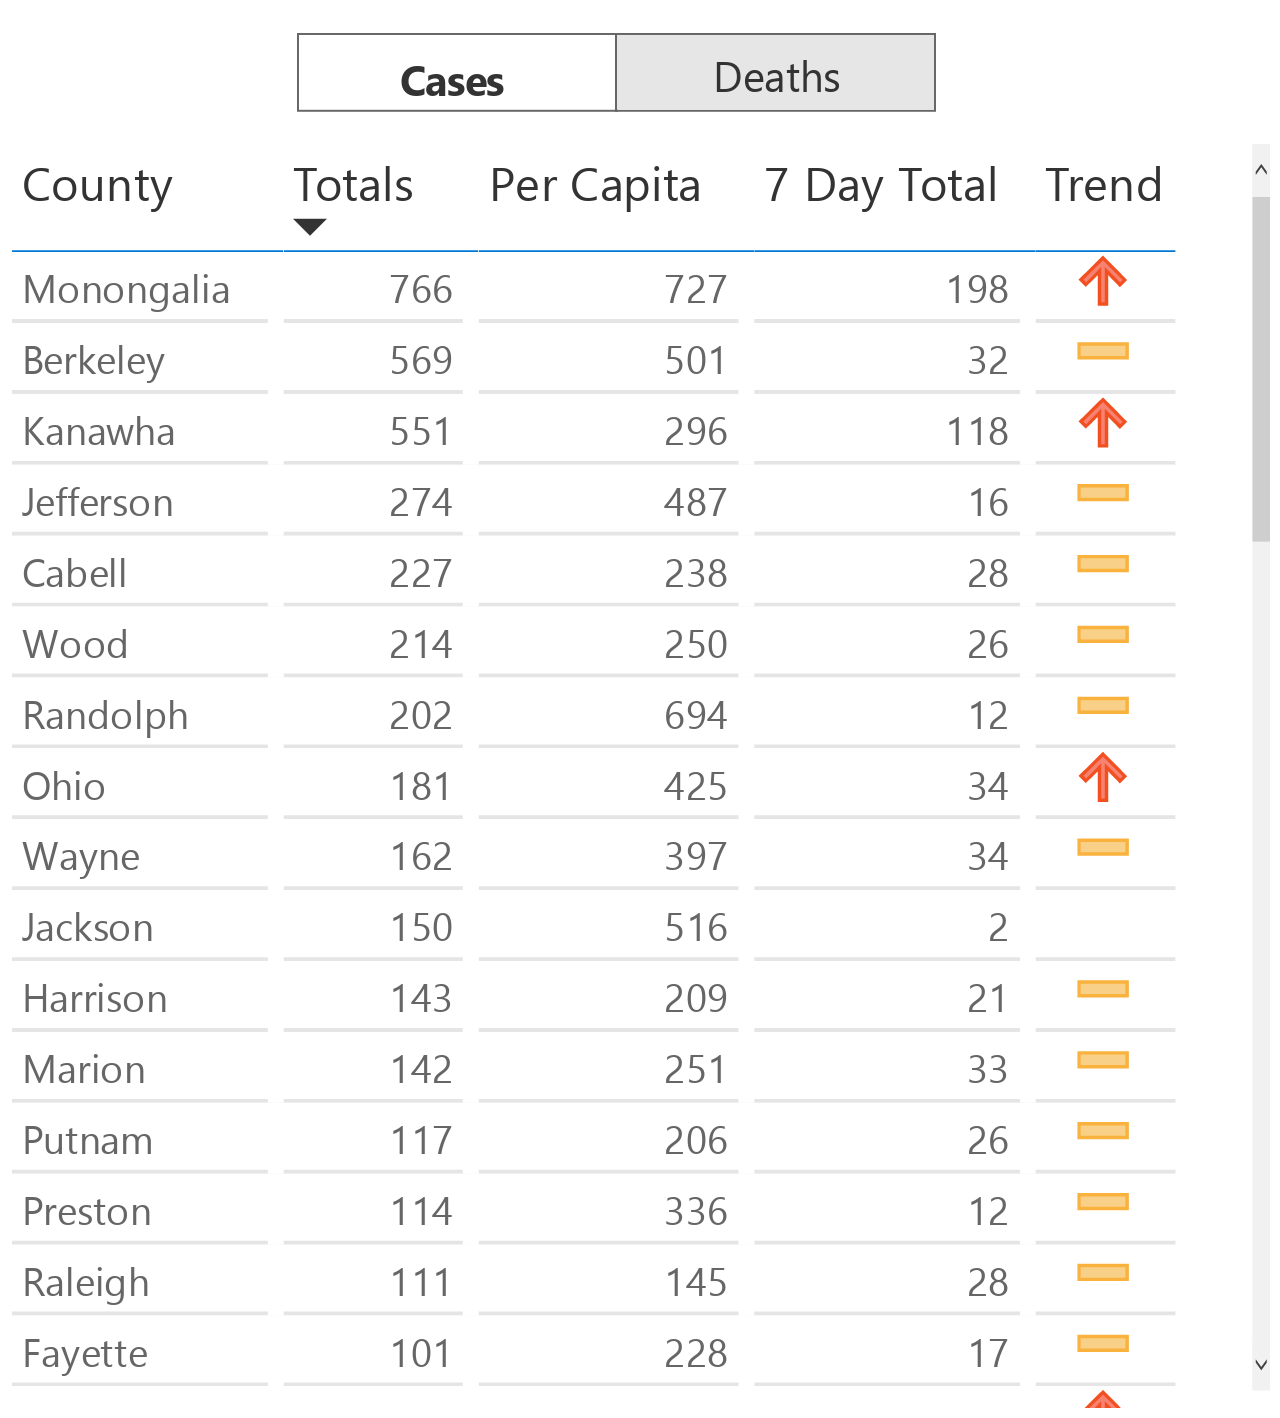 Cases Deaths
County Totals Per Capita 7 Day Total Trend
Monongalia 766 727 198
Berkeley 569 501 32
Kanawha 551 296 118
Jefferson 274 487 16
Cabell 227 238 28
Wood 214 250 26
Randolph 202 694 12
Ohio 181 425 34
Wayne 162 397 34
Jackson 150 516 2
Harrison 143 209 21
Marion 142 251 33
Putnam 117 206 26
Preston 114 336 12
Raleigh 111 145 28
Fayette 101 228 17